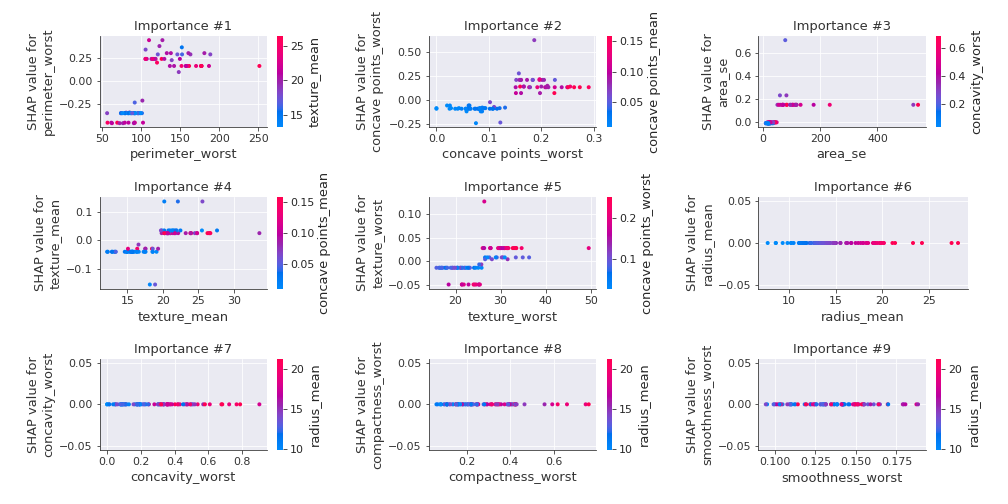 Importance #1
SHAP value for
perimeter_worst
0.25
0.00
−0.25
50
100
150
200
250
perimeter_worst
25
20
15
texture_mean
Importance #2
SHAP value for
concave points_worst
0.50
0.25
0.00
−0.25
0.0
0.1
0.2
0.3
concave points_worst
0.15
0.10
0.05
concave points_mean
Importance #3
SHAP value for
area_se
0.6
0.4
0.2
0.0
0
200
400
area_se
0.6
0.4
0.2
concavity_worst
Importance #4
SHAP value for
texture_mean
0.1
0.0
−0.1
15
20
25
30
texture_mean
0.15
0.10
0.05
concave points_mean
Importance #5
SHAP value for
texture_worst
0.10
0.05
0.00
−0.05
20
30
40
50
texture_worst
0.2
0.1
concave points_worst
Importance #6
SHAP value for
radius_mean
0.05
0.00
−0.05
10
15
20
25
radius_mean
Importance #7
SHAP value for
concavity_worst
0.05
0.00
−0.05
0.0
0.2
0.4
0.6
0.8
concavity_worst
20
15
10
radius_mean
Importance #8
SHAP value for
compactness_worst
0.05
0.00
−0.05
0.2
0.4
0.6
compactness_worst
20
15
10
radius_mean
Importance #9
SHAP value for
smoothness_worst
0.05
0.00
−0.05
0.100
0.125
0.150
0.175
smoothness_worst
20
15
10
radius_mean